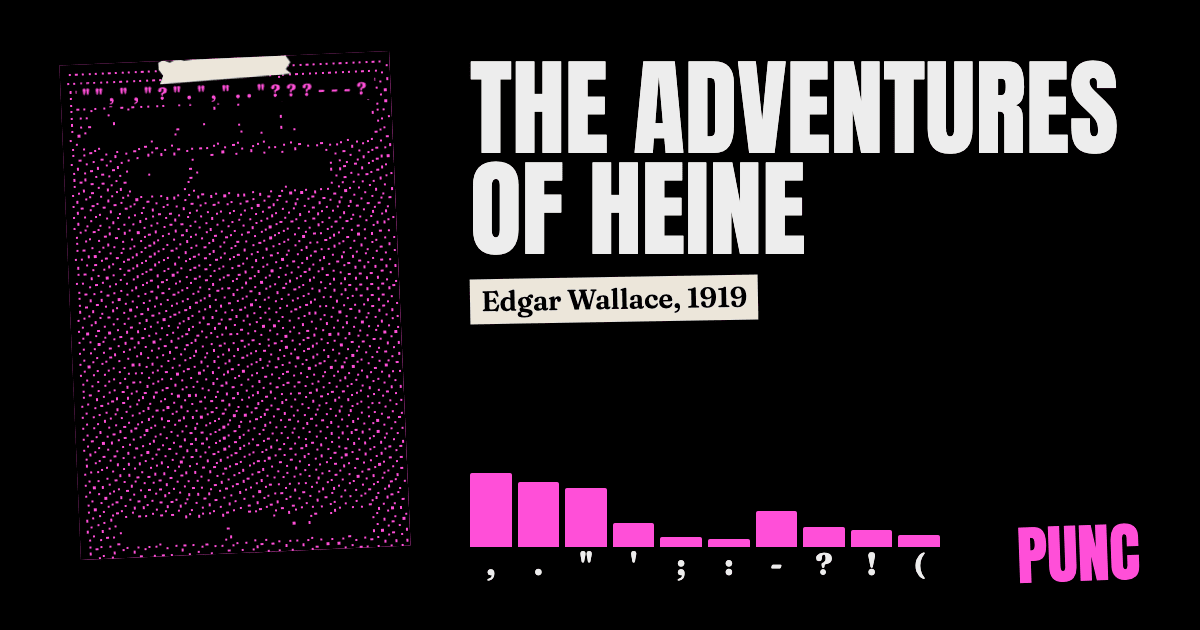 "","‚"?".",".."???---?
THE ADVENTURES
OF HEINE
Edgar Wallace, 1919
, . " ' ; : - ? ! (
PUNC